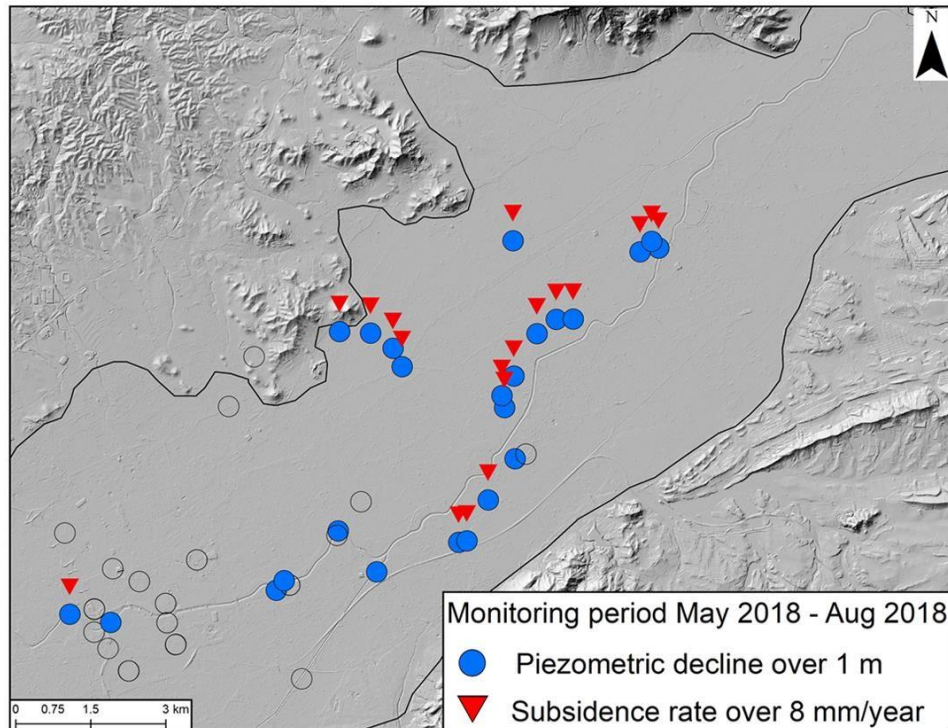 N
Monitoring period May 2018 - Aug 2018
Piezometric decline over 1 m
Subsidence rate over 8 mm/year
0 0.75 1.5 3 km